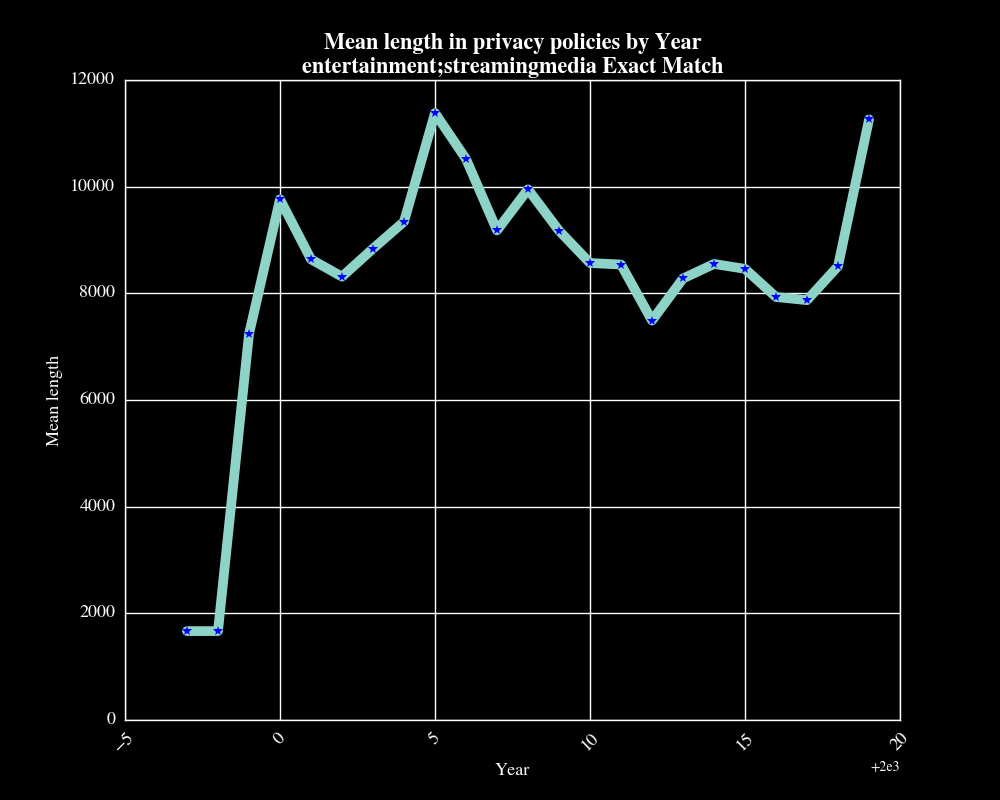 Mean length in privacy policies by Year
entertainment;streamingmedia Exact Match
12000
10000
8000
6000
4000
2000
0
Mean length
−5
0
5
10
15
20
Year
+2e3